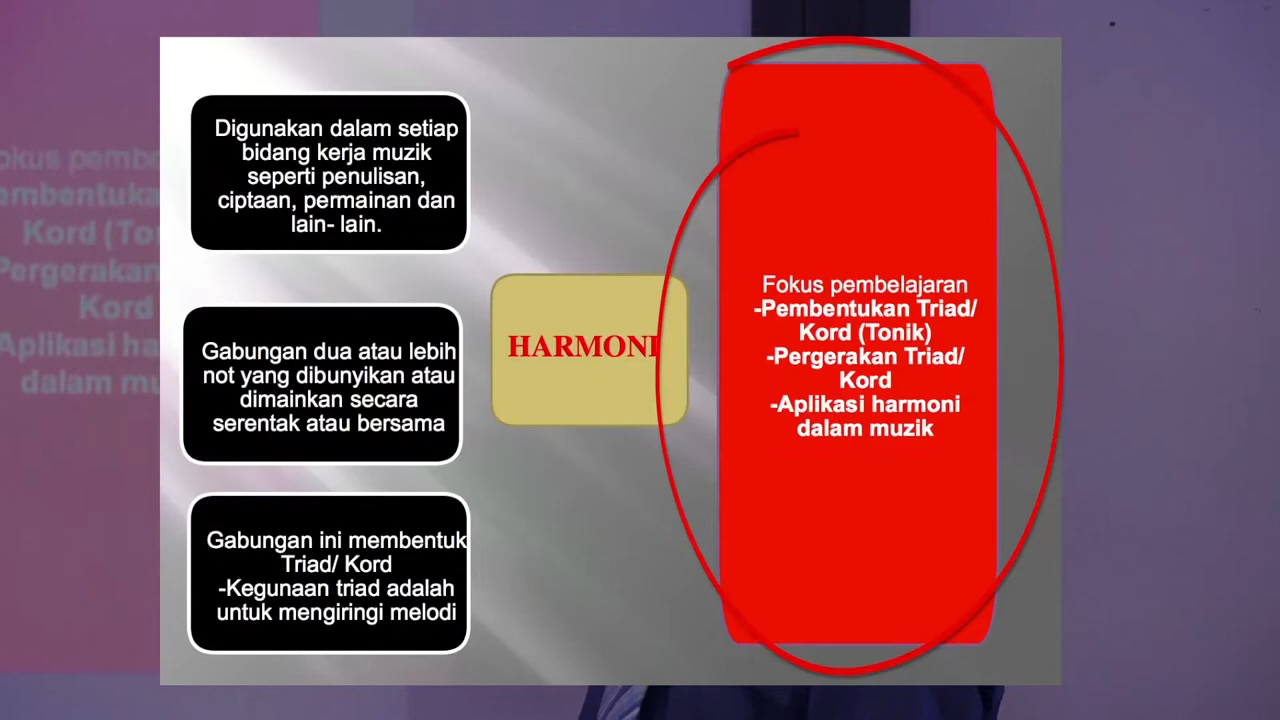 Digunakan dalam setiap
bidang kerja muzik
seperti penulisan,
ciptaan, permainan dan
lain- lain.
Gabungan dua atau lebih
not yang dibunyikan atau
dimainkan secara
serentak atau bersama
Gabungan ini membentuk
Triad/ Kord
-Kegunaan triad adalah
untuk mengiringi melodi
HARMONI
Fokus pembelajaran
-Pembentukan Triad/
Kord (Tonik)
-Pergerakan Triad/
Kord
-Aplikasi harmoni
dalam muzik